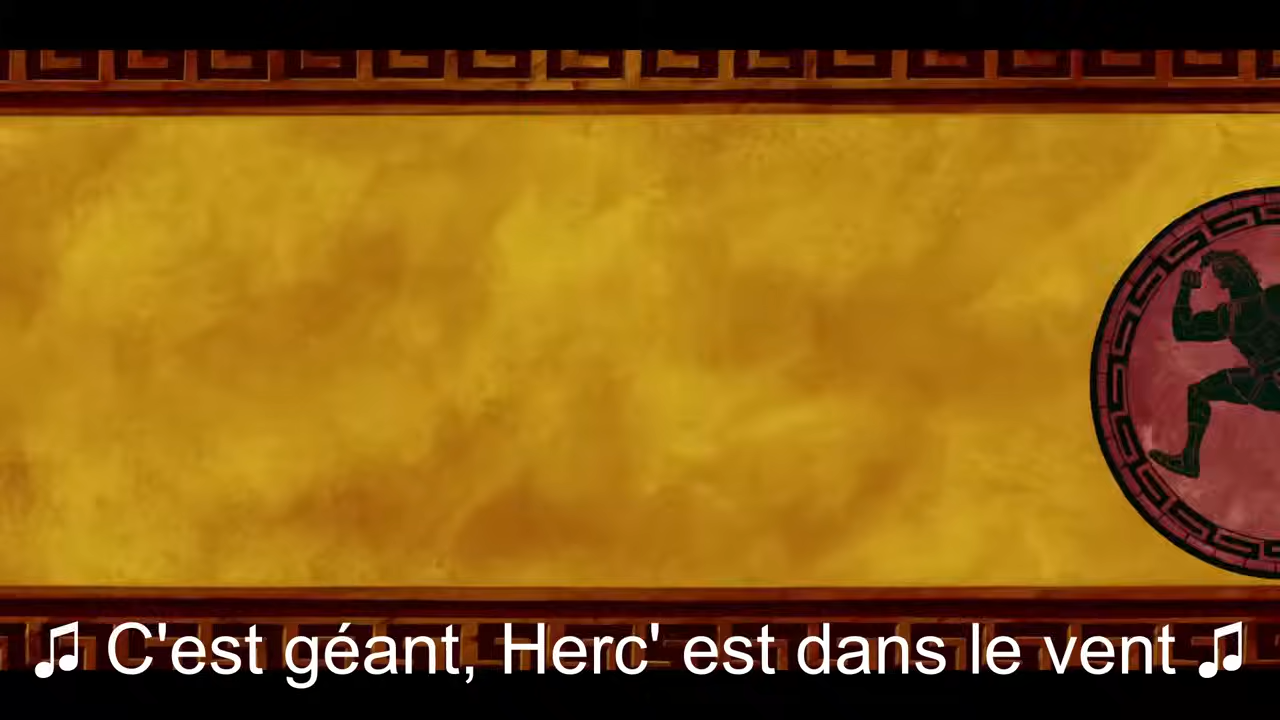 ♫ C'est géant, Herc' est dans le vent ♫